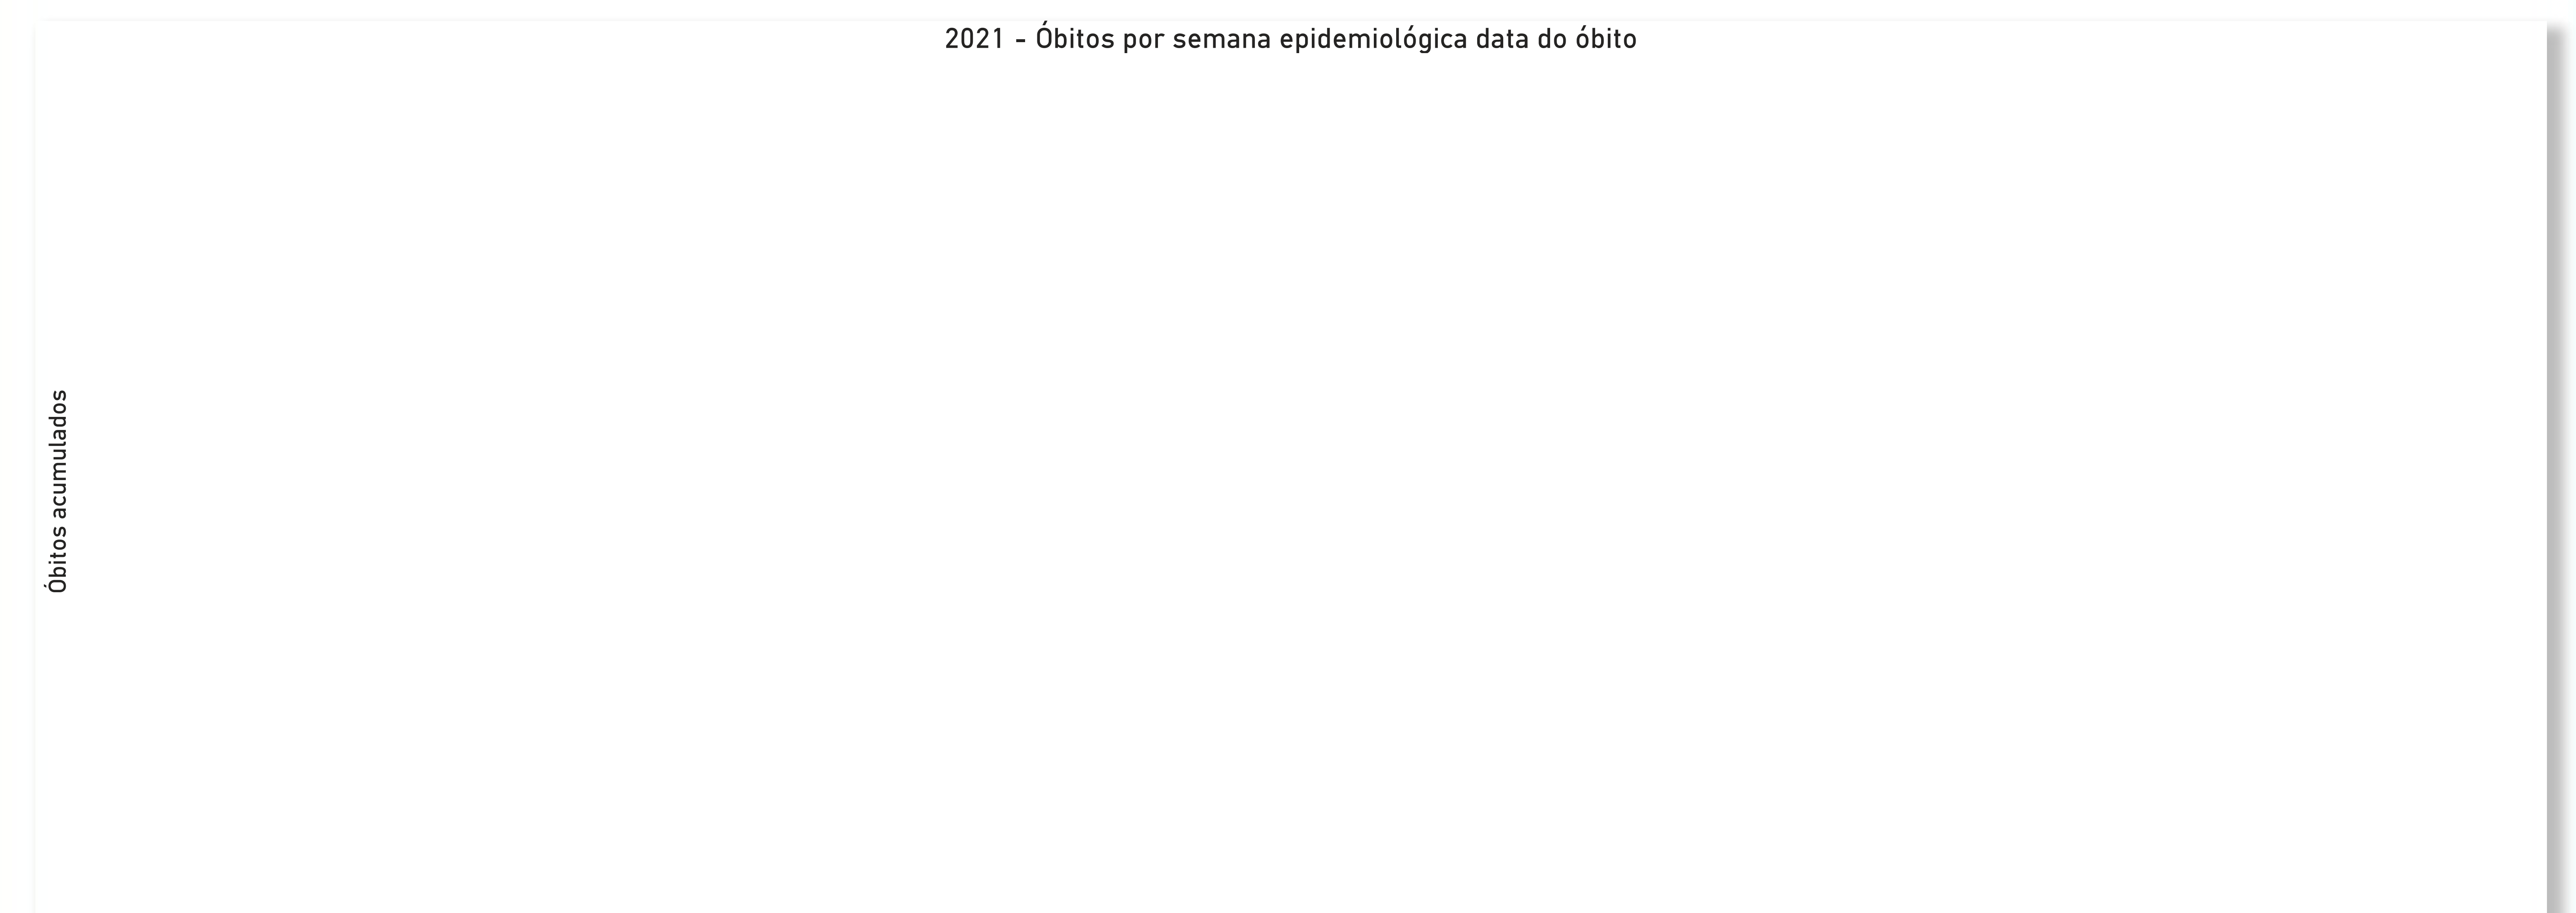 2021 - Óbitos por semana epidemiológica data do óbito
Óbitos acumulados